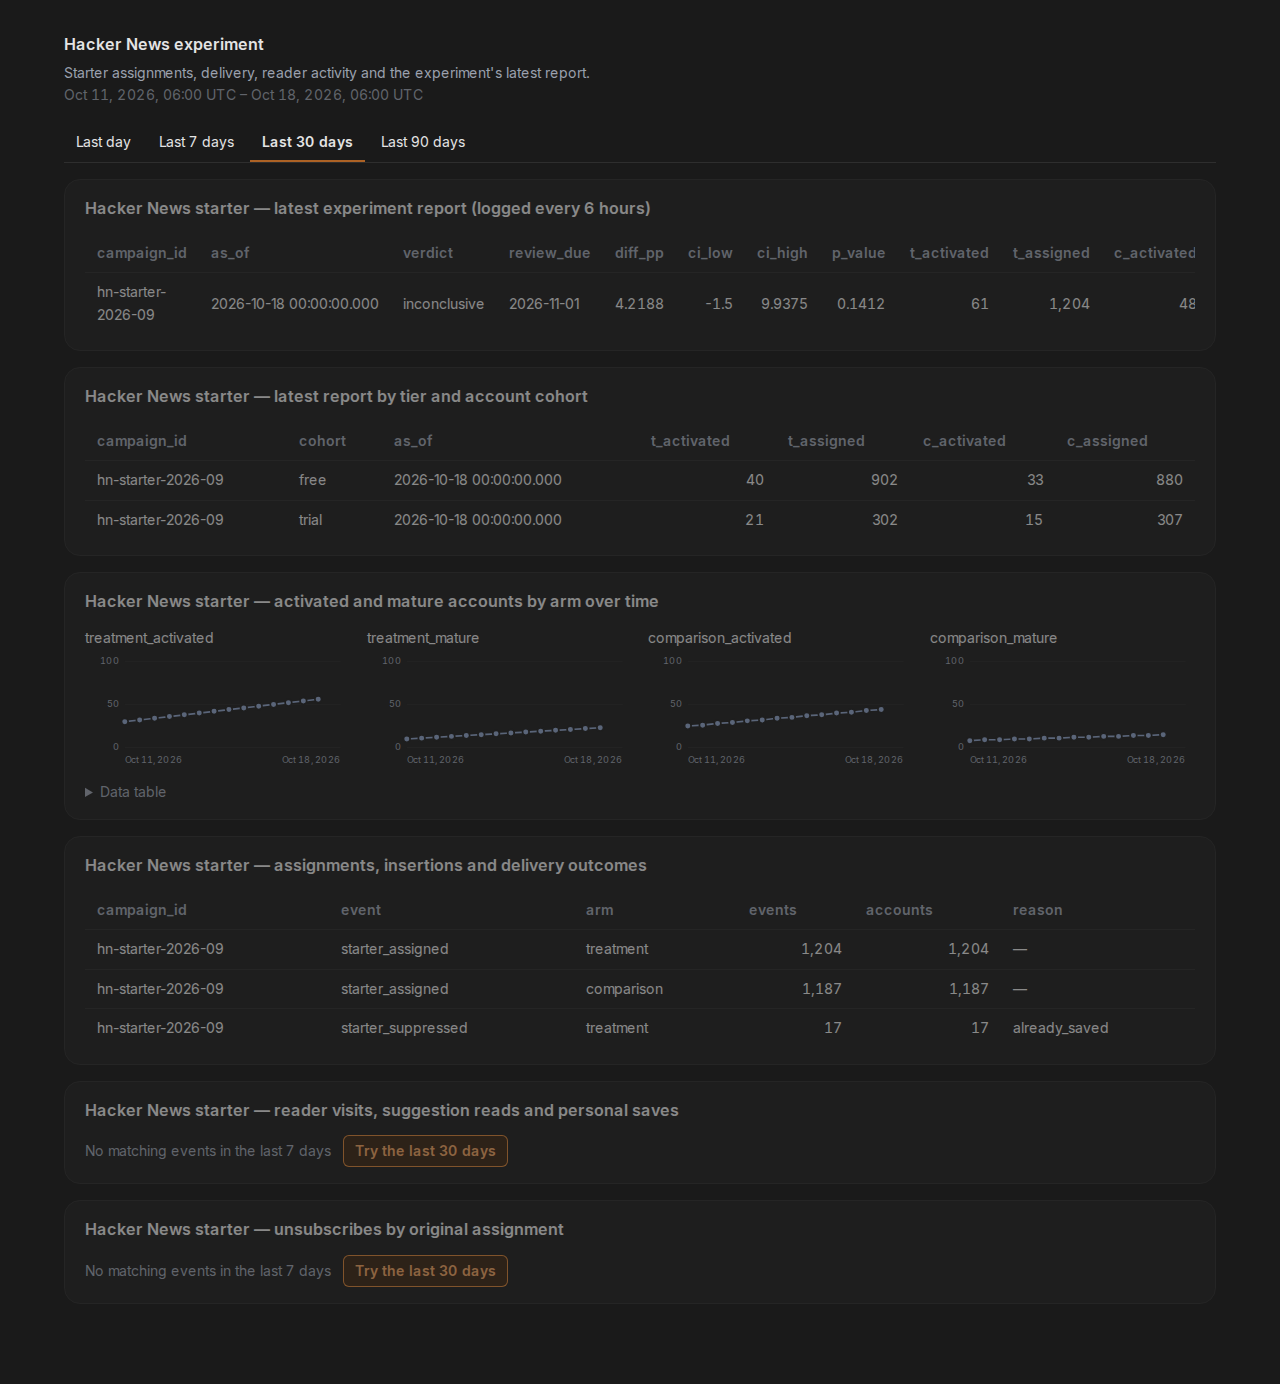 Hacker News experiment
Starter assignments, delivery, reader activity and the experiment's latest report.
Oct 11, 2026, 06:00 UTC – Oct 18, 2026, 06:00 UTC
Last day Last 7 days Last 30 days Last 90 days
Hacker News starter — latest experiment report (logged every 6 hours)
campaign_id as_of verdict review_due diff_pp ci_low ci_high p_value t_activated t_assigned c_activated
hn-starter-
2026-09 2026-10-18 00:00:00.000 inconclusive 2026-11-01 4.2188 -1.5 9.9375 0.1412 61 1,204 48
Hacker News starter — latest report by tier and account cohort
campaign_id cohort as_of t_activated t_assigned c_activated c_assigned
hn-starter-2026-09 free 2026-10-18 00:00:00.000 40 902 33 880
hn-starter-2026-09 trial 2026-10-18 00:00:00.000 21 302 15 307
Hacker News starter — activated and mature accounts by arm over time
treatment_activated treatment_mature comparison_activated comparison_mature
100 100 100 100
50 50 50 50
0 0 0 0
Oct 11, 2026 Oct 18, 2026 Oct 11, 2026 Oct 18, 2026 Oct 11, 2026 Oct 18, 2026 Oct 11, 2026 Oct 18, 2026
Data table
Hacker News starter — assignments, insertions and delivery outcomes
campaign_id event arm events accounts reason
hn-starter-2026-09 starter_assigned treatment 1,204 1,204 —
hn-starter-2026-09 starter_assigned comparison 1,187 1,187 —
hn-starter-2026-09 starter_suppressed treatment 17 17 already_saved
Hacker News starter — reader visits, suggestion reads and personal saves
No matching events in the last 7 days Try the last 30 days
Hacker News starter — unsubscribes by original assignment
No matching events in the last 7 days Try the last 30 days